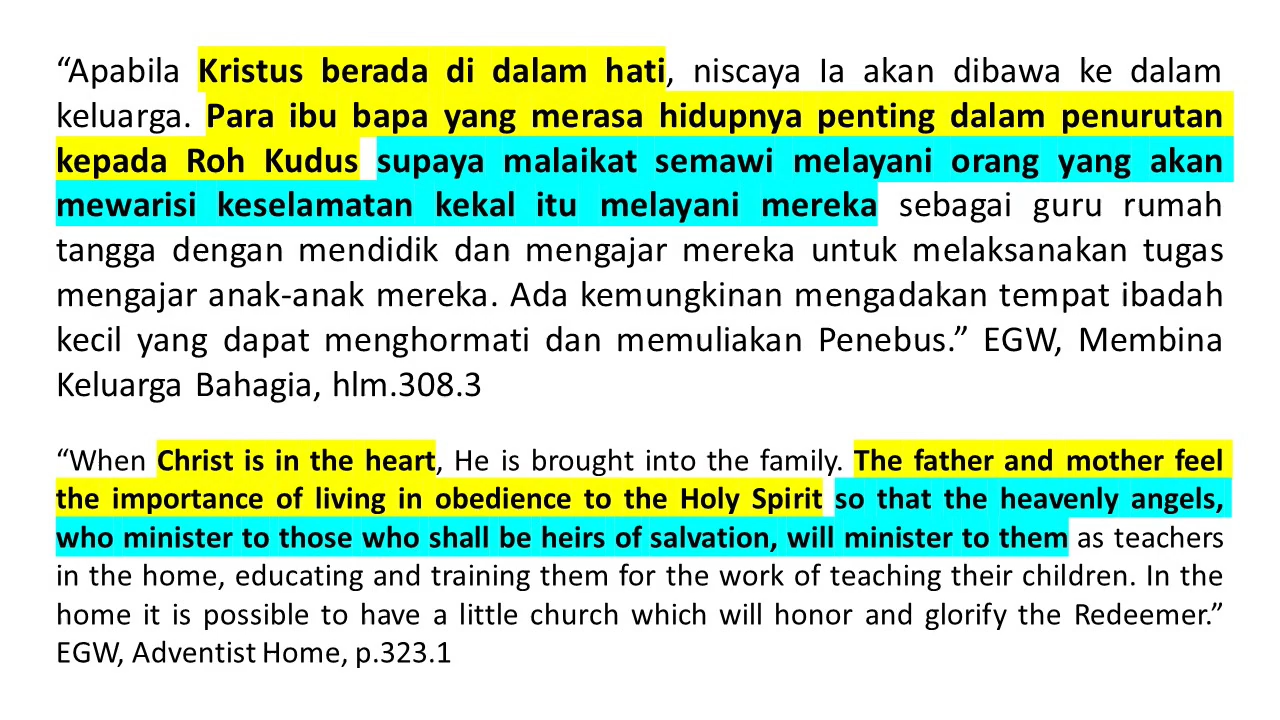 “Apabila Kristus berada di dalam hati, niscaya Ia akan dibawa ke dalam
keluarga. Para ibu bapa yang merasa hidupnya penting dalam penurutan
kepada Roh Kudus supaya malaikat semawi melayani orang yang akan
mewarisi keselamatan kekal itu melayani mereka sebagai guru rumah
tangga dengan mendidik dan mengajar mereka untuk melaksanakan tugas
mengajar anak-anak mereka. Ada kemungkinan mengadakan tempat ibadah
kecil yang dapat menghormati dan memuliakan Penebus.” EGW, Membina
Keluarga Bahagia, hlm.308.3
“When Christ is in the heart, He is brought into the family. The father and mother feel
the importance of living in obedience to the Holy Spirit so that the heavenly angels,
who minister to those who shall be heirs of salvation, will minister to them as teachers
in the home, educating and training them for the work of teaching their children. In the
home it is possible to have a little church which will honor and glorify the Redeemer.”
EGW, Adventist Home, p.323.1